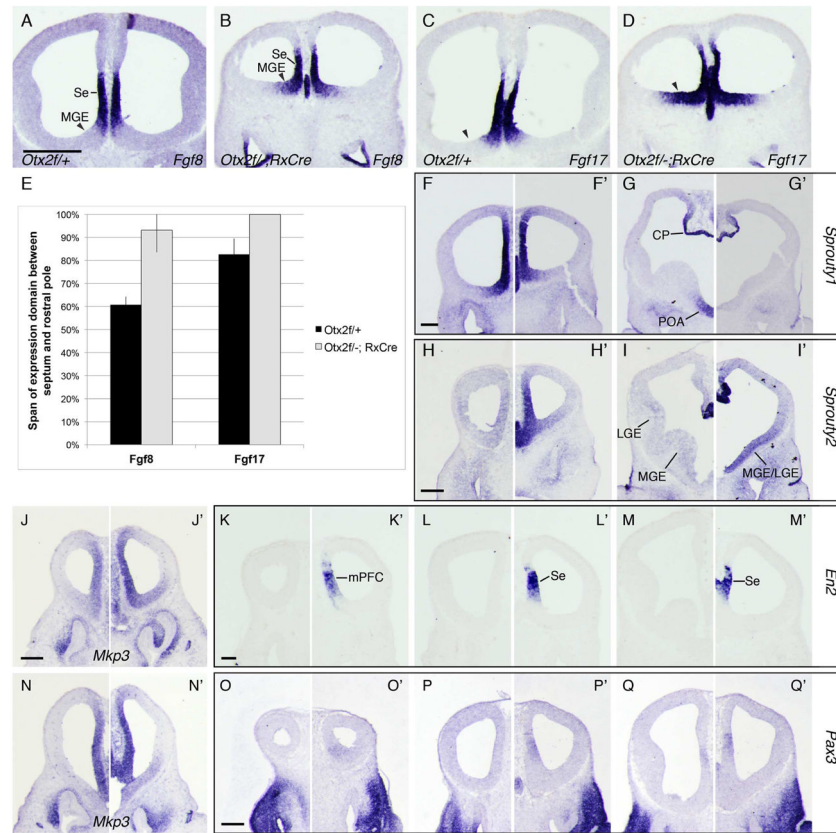 A
Se
MGE
Otx2f/+
Fgf8
B
Se
MGE
Otx2f/-;RxCre
Fgf8
C
Otx2f/+
Fgf17
D
Otx2f/-;RxCre
Fgf17
E
Span of expression domain between
septum and rostral pole
100%
90%
80%
70%
60%
50%
40%
30%
20%
10%
0%
Fgf8
Fgf17
Otx2f/+
Otx2f/-; RxCre
F
F'
G
G'
CP
POA
Sprouty1
H
H'
I
I'
LGE
MGE
MGE/LGE
Sprouty2
J
J'
Mkp3
K
K'
mPFC
L
L'
Se
M
M'
Se
En2
N
N'
Mkp3
O
O'
P
P'
Q
Q'
Pax3